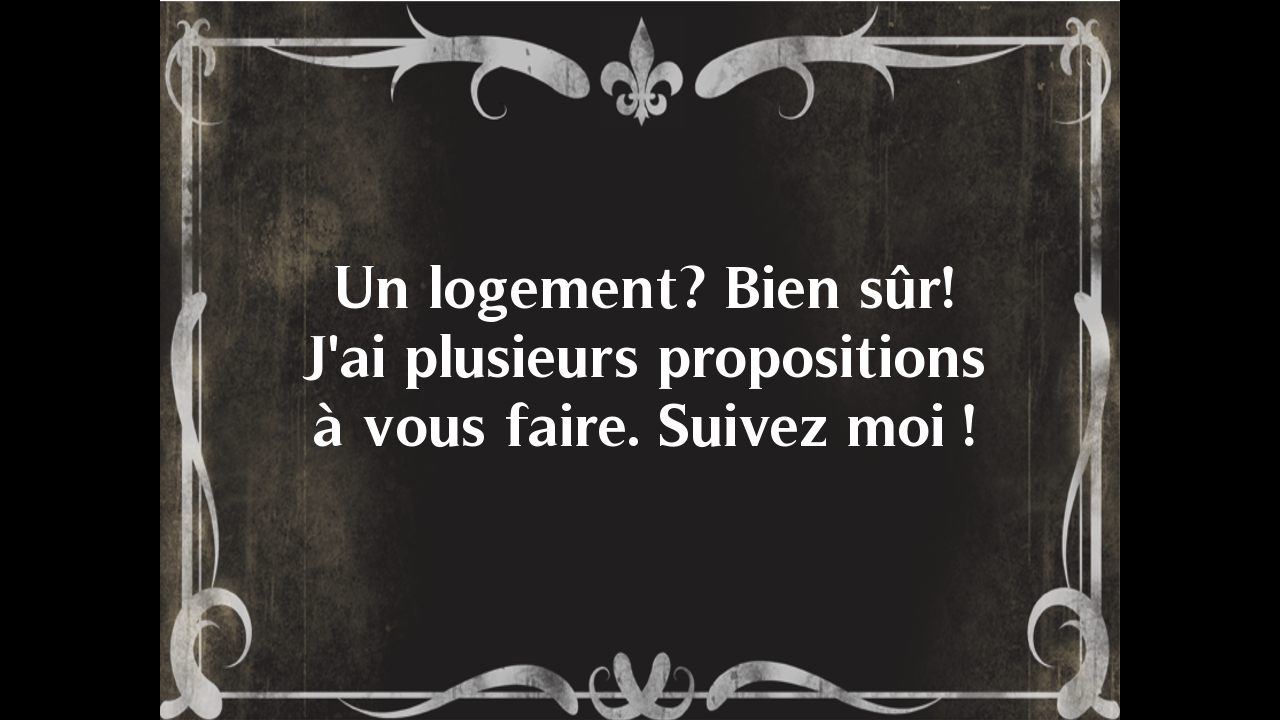 Un logement? Bien sûr!
J'ai plusieurs propositions
à vous faire. Suivez moi !